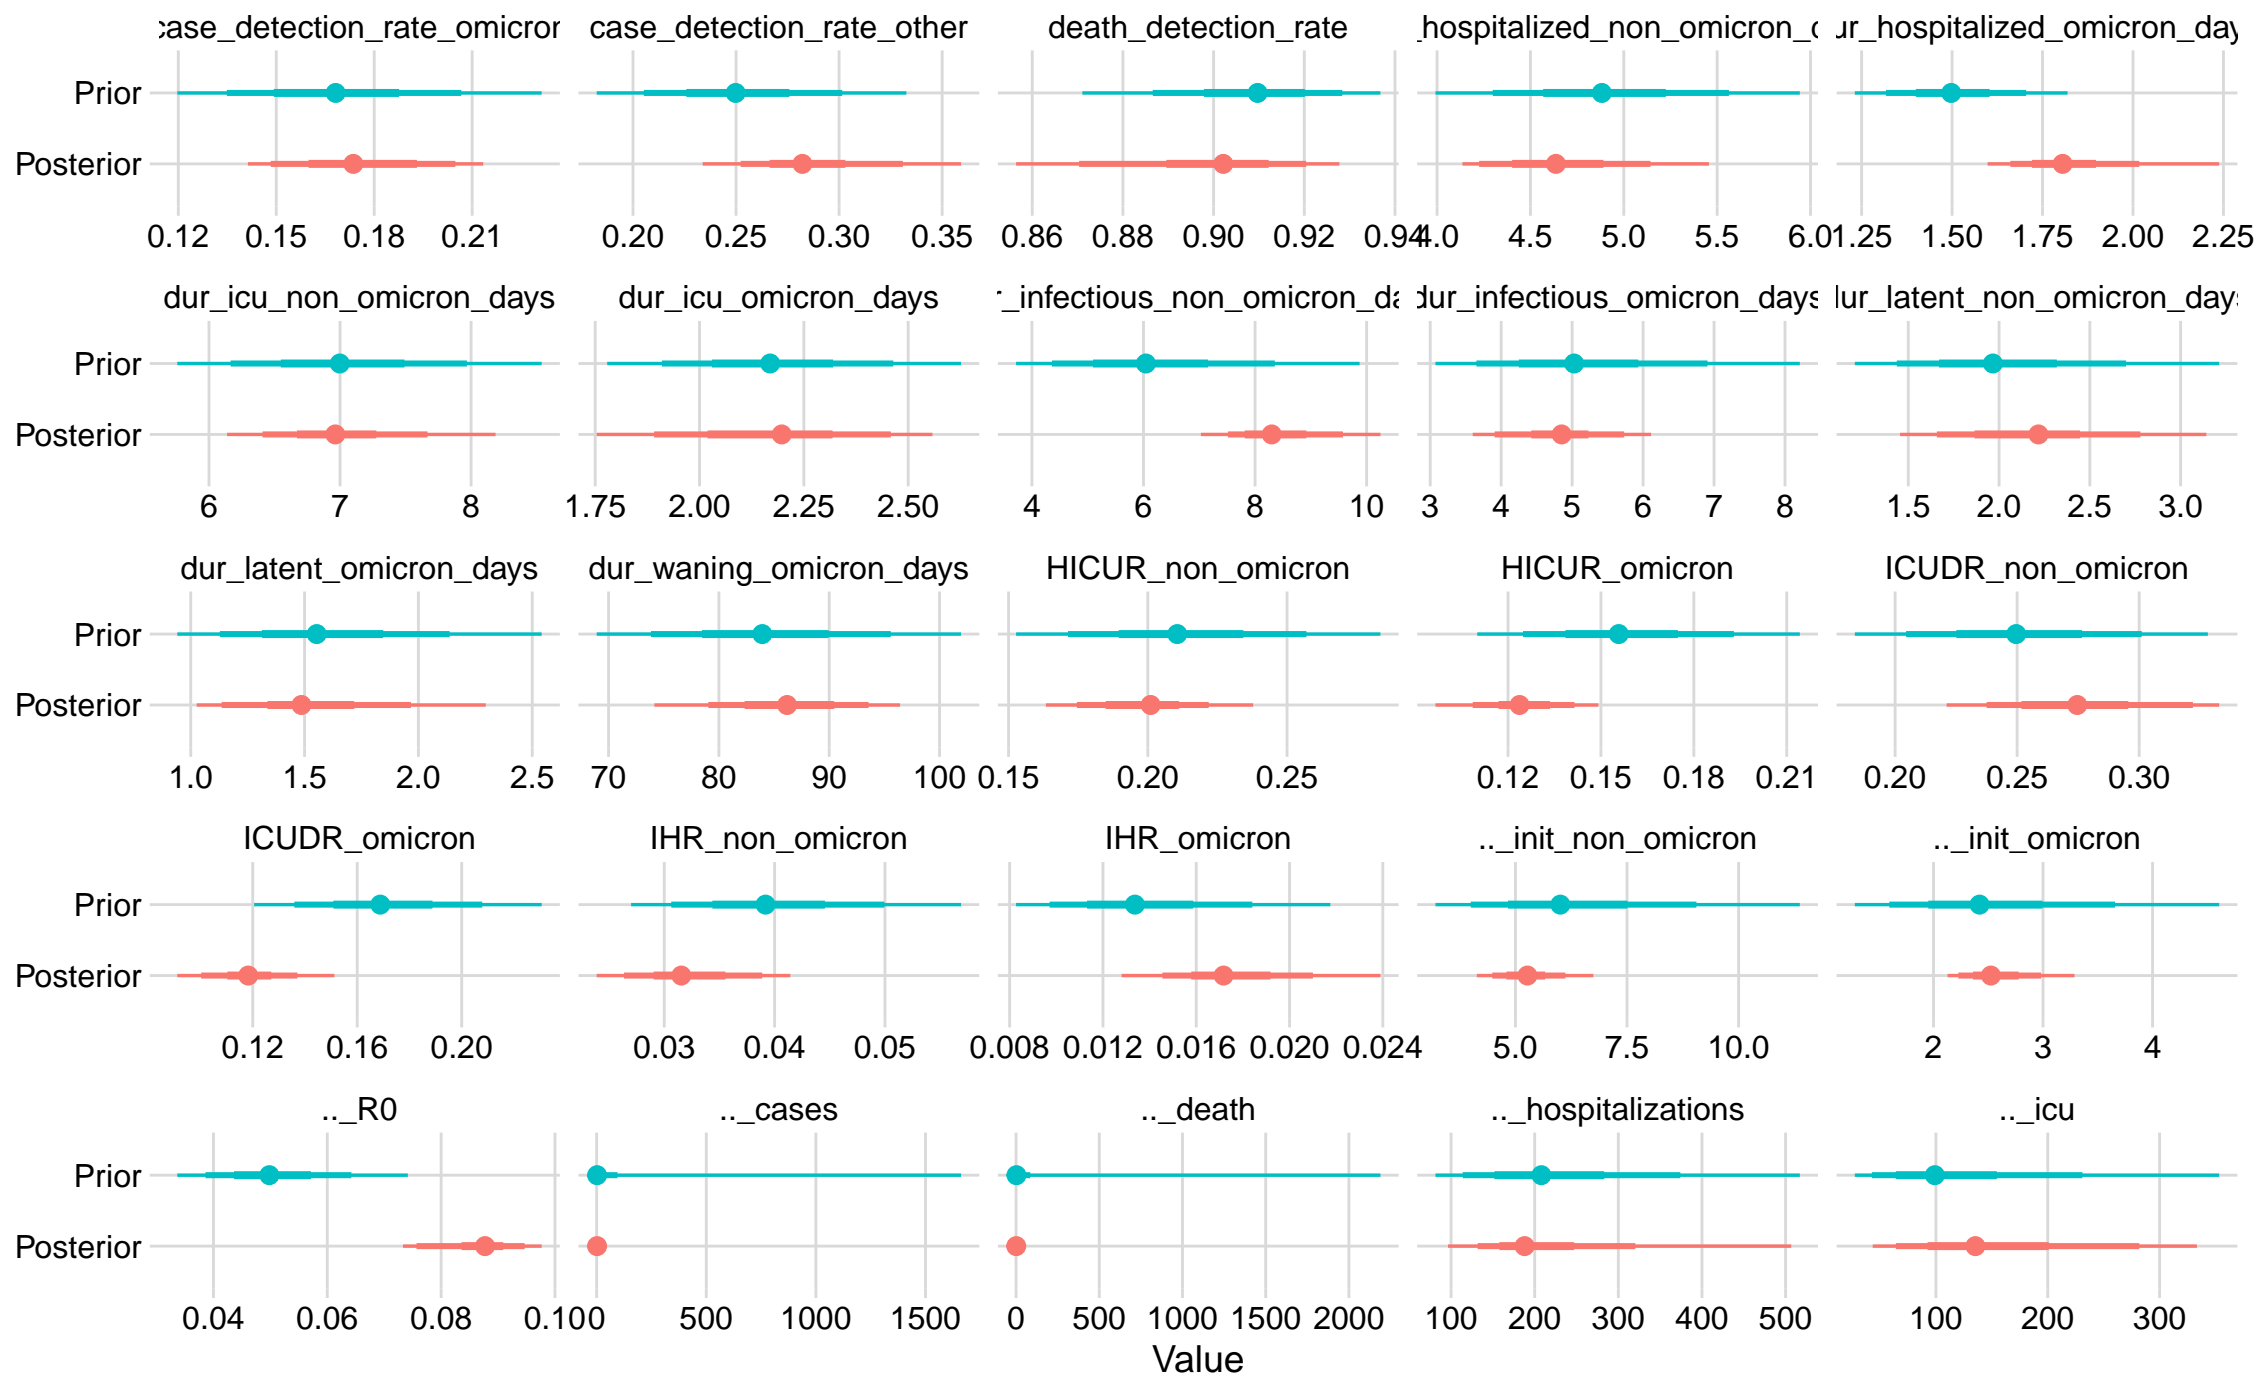 case_detection_rate_omicron case_detection_rate_other death_detection_rate _hospitalized_non_omicron_ ur_hospitalized_omicron_day
Prior
Posterior
0.12 0.15 0.18 0.21 0.20 0.25 0.30 0.35 0.86 0.88 0.90 0.92 0.94 4.0 4.5 5.0 5.5 6.0 1.25 1.50 1.75 2.00 2.25
dur_icu_non_omicron_days dur_icu_omicron_days r_infectious_non_omicron_da dur_infectious_omicron_days dur_latent_non_omicron_days
Prior
Posterior
6 7 8 1.75 2.00 2.25 2.50 4 6 8 10 3 4 5 6 7 8 1.5 2.0 2.5 3.0
dur_latent_omicron_days dur_waning_omicron_days HICUR_non_omicron HICUR_omicron ICUDR_non_omicron
Prior
Posterior
1.0 1.5 2.0 2.5 70 80 90 100 0.15 0.20 0.25 0.12 0.15 0.18 0.21 0.20 0.25 0.30
ICUDR_omicron IHR_non_omicron IHR_omicron .._init_non_omicron .._init_omicron
Prior
Posterior
0.12 0.16 0.20 0.03 0.04 0.05 0.008 0.012 0.016 0.020 0.024 5.0 7.5 10.0 2 3 4
.._R0 .._cases .._death .._hospitalizations .._icu
Prior
Posterior
0.04 0.06 0.08 0.10 0 500 1000 1500 0 500 1000 1500 2000 100 200 300 400 500 100 200 300
Value